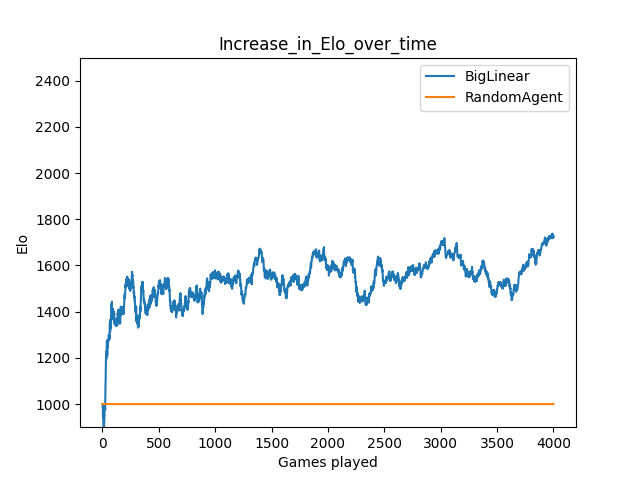 Increase_in_Elo_over_time
BigLinear
RandomAgent
Elo
2400
2200
2000
1800
1600
1400
1200
1000
0 500 1000 1500 2000 2500 3000 3500 4000
Games played